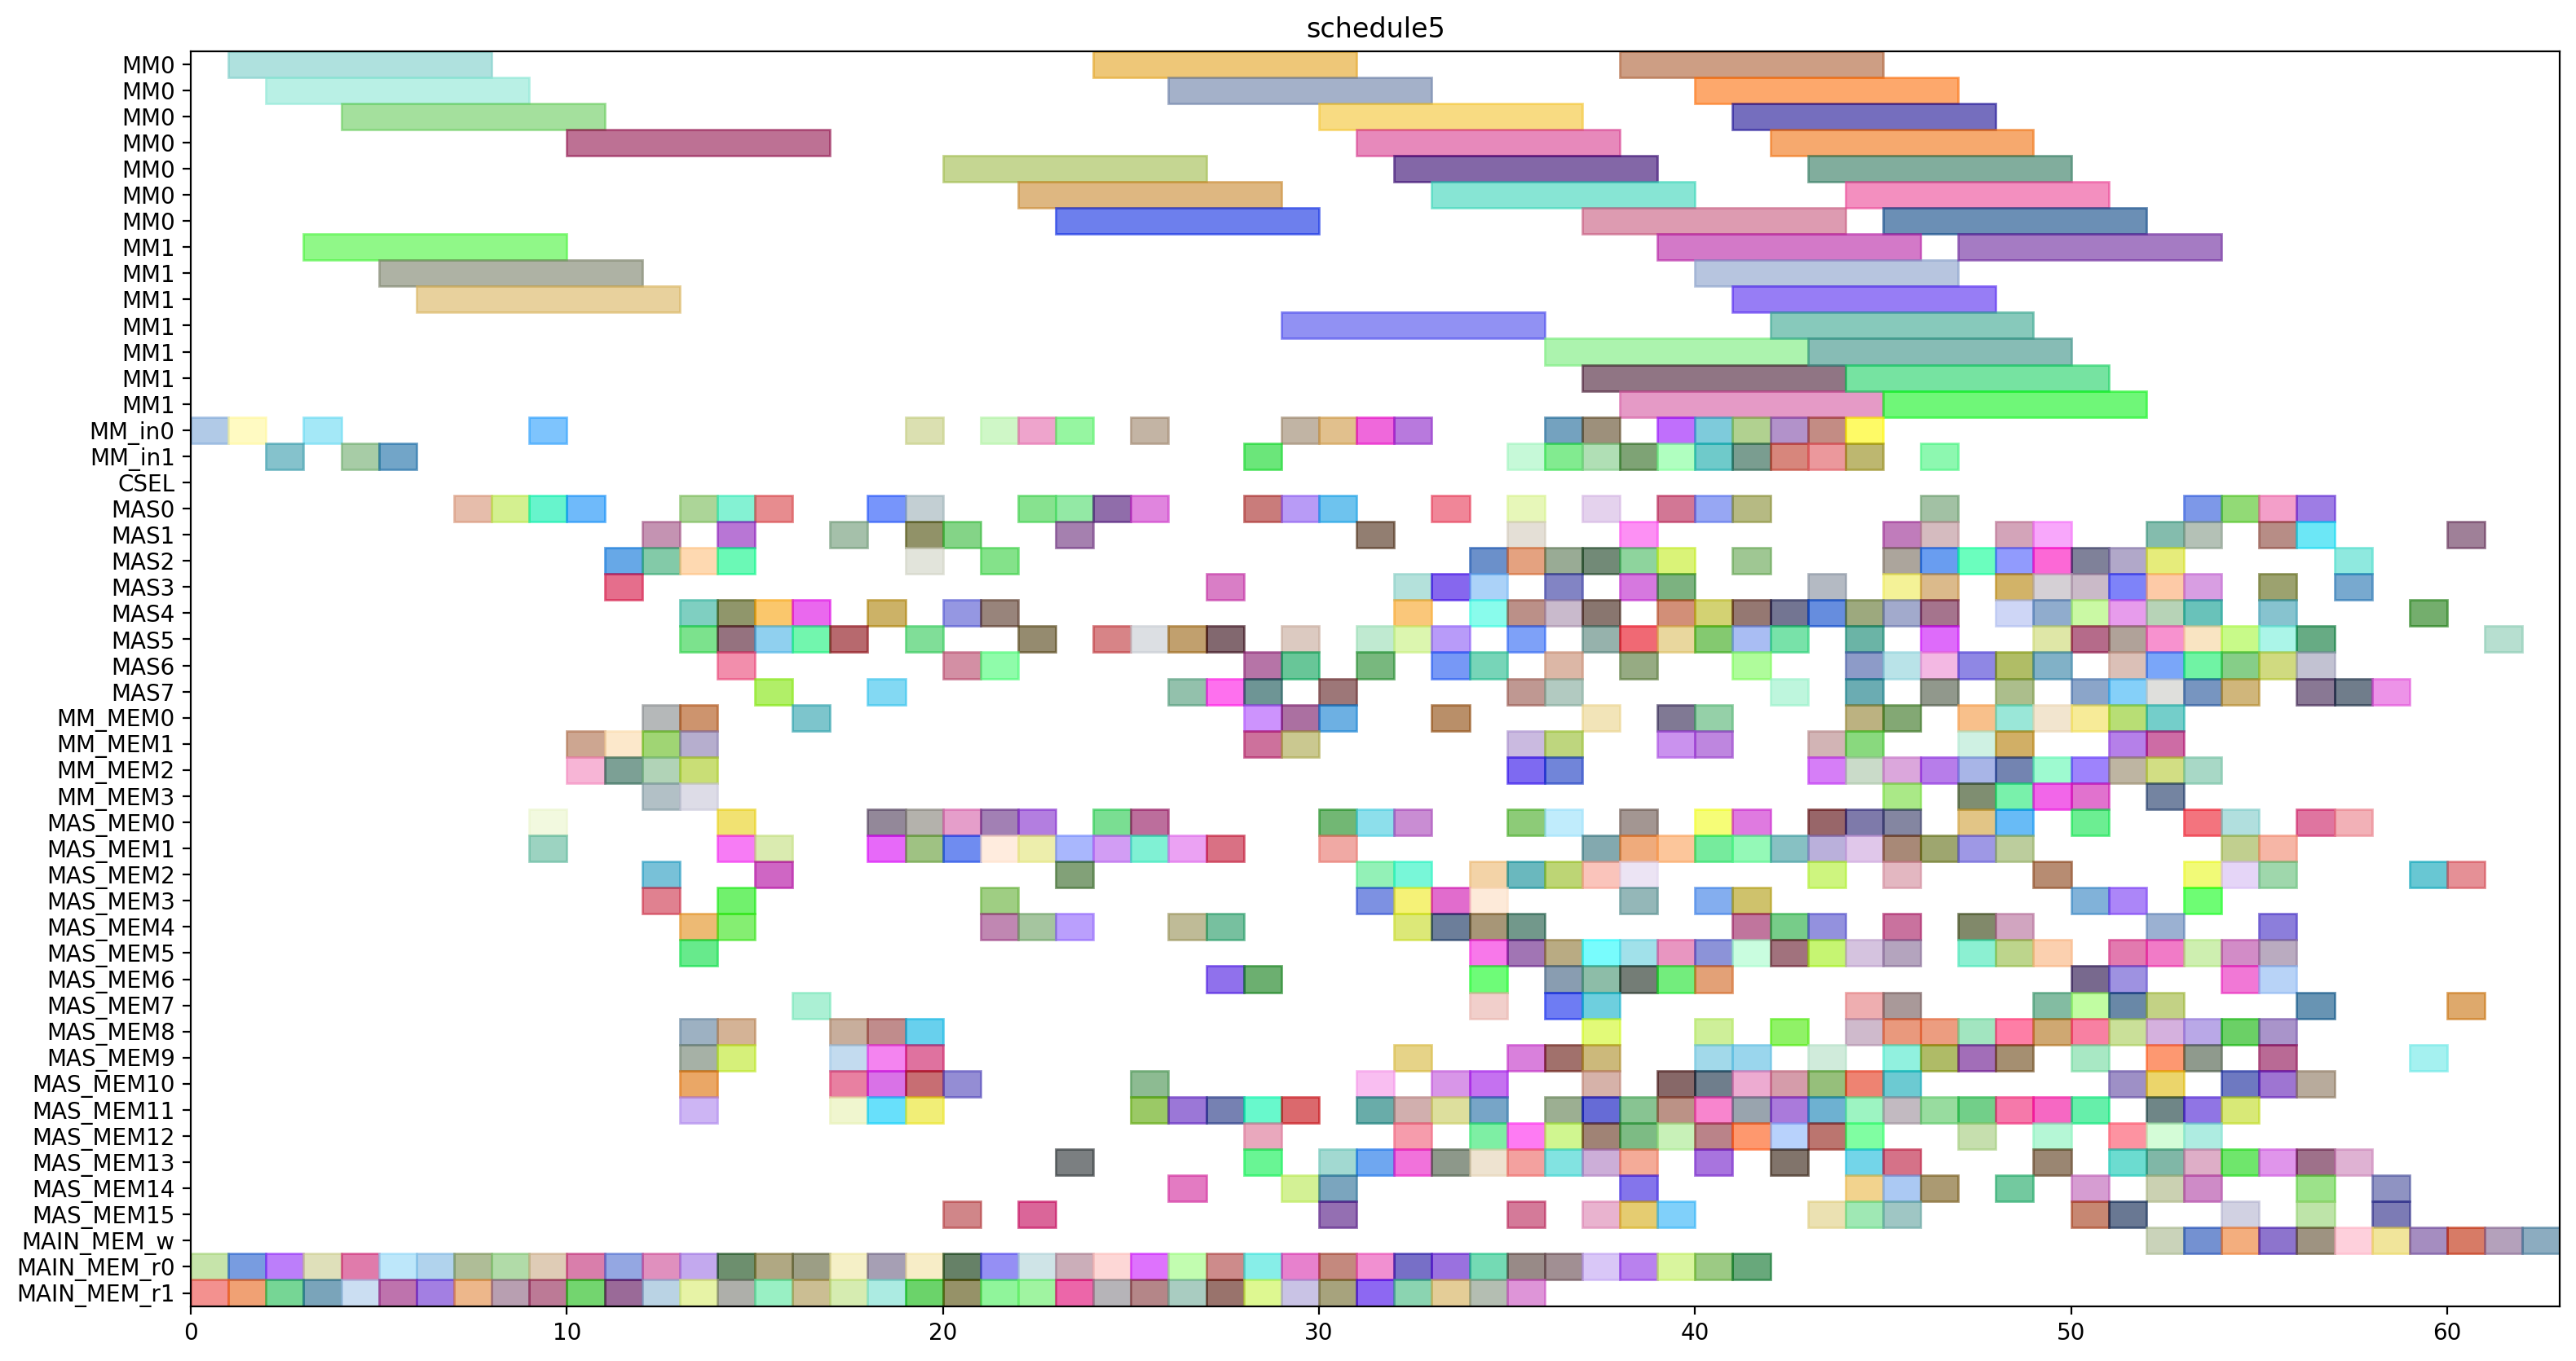 schedule5
MM0
MM0
MM0
MM0
MM0
MM0
MM0
MM1
MM1
MM1
MM1
MM1
MM1
MM1
MM_in0
MM_in1
CSEL
MAS0
MAS1
MAS2
MAS3
MAS4
MAS5
MAS6
MAS7
MM_MEM0
MM_MEM1
MM_MEM2
MM_MEM3
MAS_MEM0
MAS_MEM1
MAS_MEM2
MAS_MEM3
MAS_MEM4
MAS_MEM5
MAS_MEM6
MAS_MEM7
MAS_MEM8
MAS_MEM9
MAS_MEM10
MAS_MEM11
MAS_MEM12
MAS_MEM13
MAS_MEM14
MAS_MEM15
MAIN_MEM_w
MAIN_MEM_r0
MAIN_MEM_r1
0 10 20 30 40 50 60